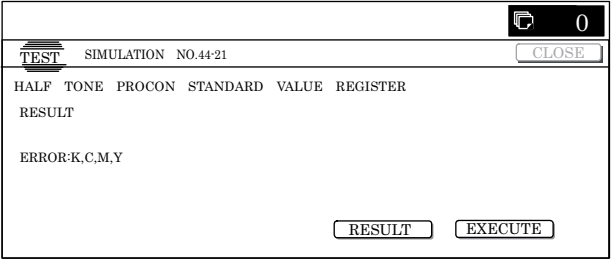 0
TEST SIMULATION NO.44-21 CLOSE
HALF TONE PROCON STANDARD VALUE REGISTER
RESULT
ERROR:K,C,M,Y
RESULT EXECUTE